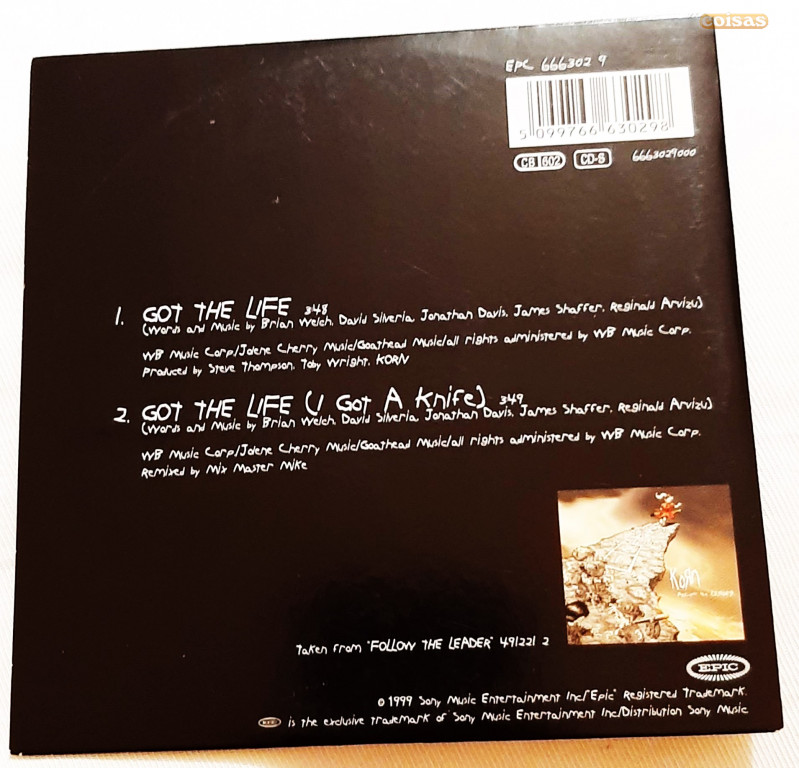 coisas
EPC 666302 9
5 099766 630298
CB 602 CD-S 6663029000
1. GOT THE LIFE 348
(Words and Music by Brian Welch, David Silveria, Jonathan Davis, James Shaffer, Reginald Arvizu)
WB Music Corp/Jolene Cherry Music/Goathead Music/all rights administered by WB Music Corp.
Produced by Steve Thompson, Toby Wright, KORN
2. GOT THE LIFE (I Got A Knife) 349
(Words and Music by Brian Welch, David Silveria, Jonathan Davis, James Shaffer, Reginald Arvizu)
WB Music Corp/Jolene Cherry Music/Goathead Music/all rights administered by WB Music Corp.
Remixed by Mix Master Mike
KoRn
Follow the Leader
Taken from "FOLLOW THE LEADER" 491221 2
EPIC
© 1999 Sony Music Entertainment Inc/"Epic" Registered Trademark.
is the exclusive trademark of Sony Music Entertainment Inc/Distribution Sony Music